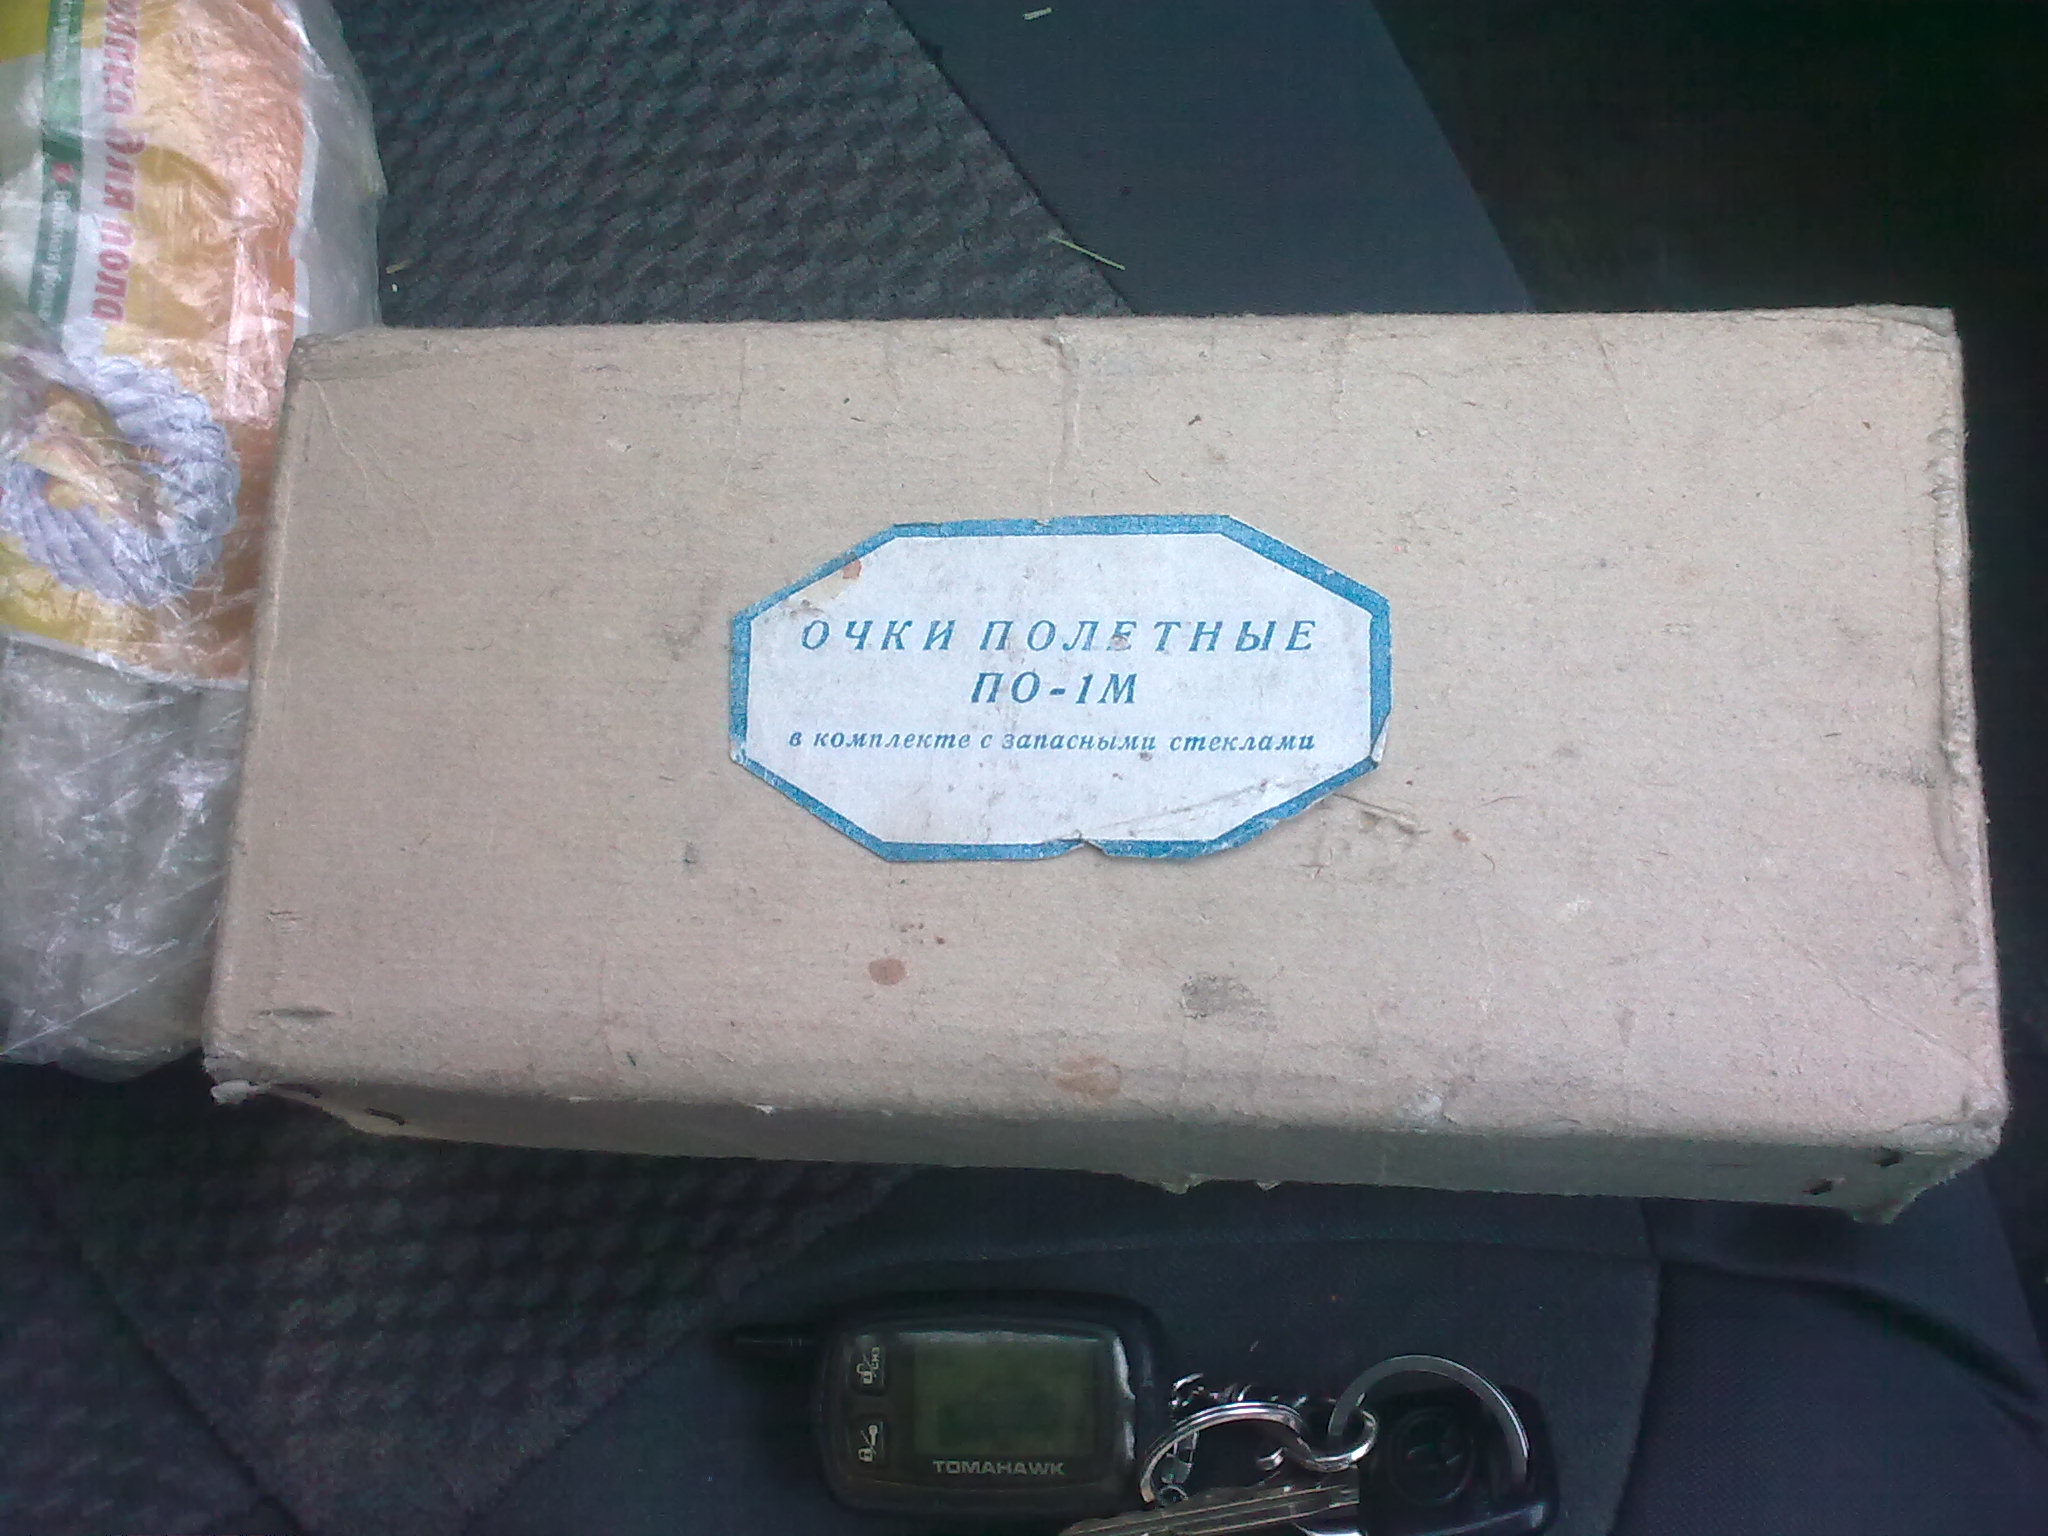 ОЧКИ ПОЛЕТНЫЕ
ПО-1М
в комплекте с запасными стеклами
TOMAHAWK